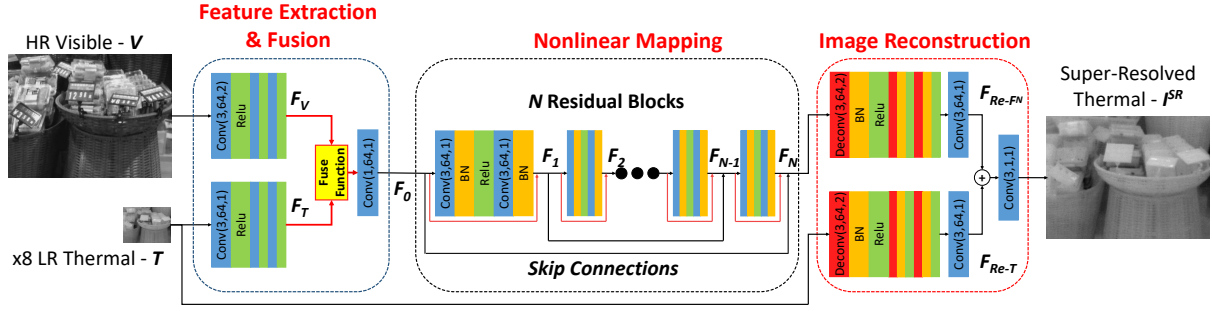 Feature Extraction
& Fusion
Nonlinear Mapping
Image Reconstruction
HR Visible - V
Super-Resolved
Thermal - I^SR
x8 LR Thermal - T
Conv(3,64,2)
Relu
F_V
Conv(3,64,1)
Relu
F_T
Fuse
Function
Conv(1,64,1)
F_0
N Residual Blocks
Conv(3,64,1)
BN
Relu
Conv(3,64,1)
BN
F_1
F_2
F_N-1
F_N
Skip Connections
Deconv(3,64,2)
BN
Relu
Conv(3,64,1)
F_Re-F^N
Deconv(3,64,2)
BN
Relu
Conv(3,64,1)
F_Re-T
+
Conv(3,1,1)